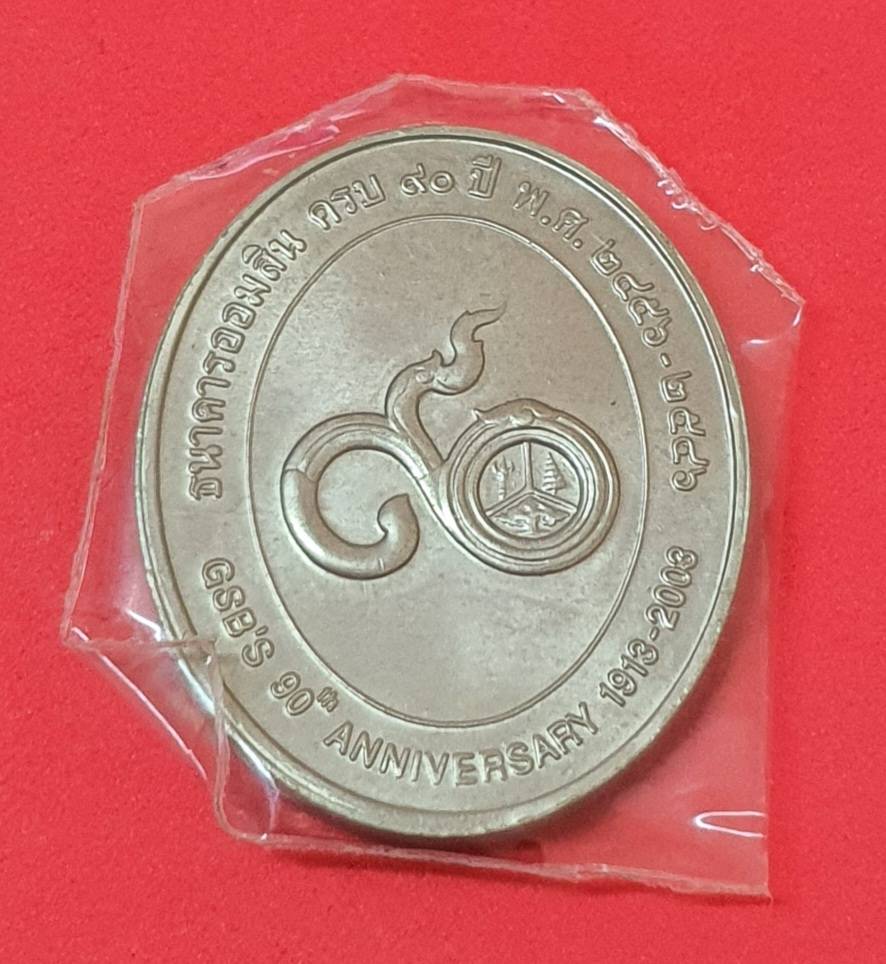 ธนาคารออมสิน ครบ ๙๐ ปี พ.ศ. ๒๔๕๖-๒๕๔๖
๙๐
GSB'S 90th ANNIVERSARY 1913-2003